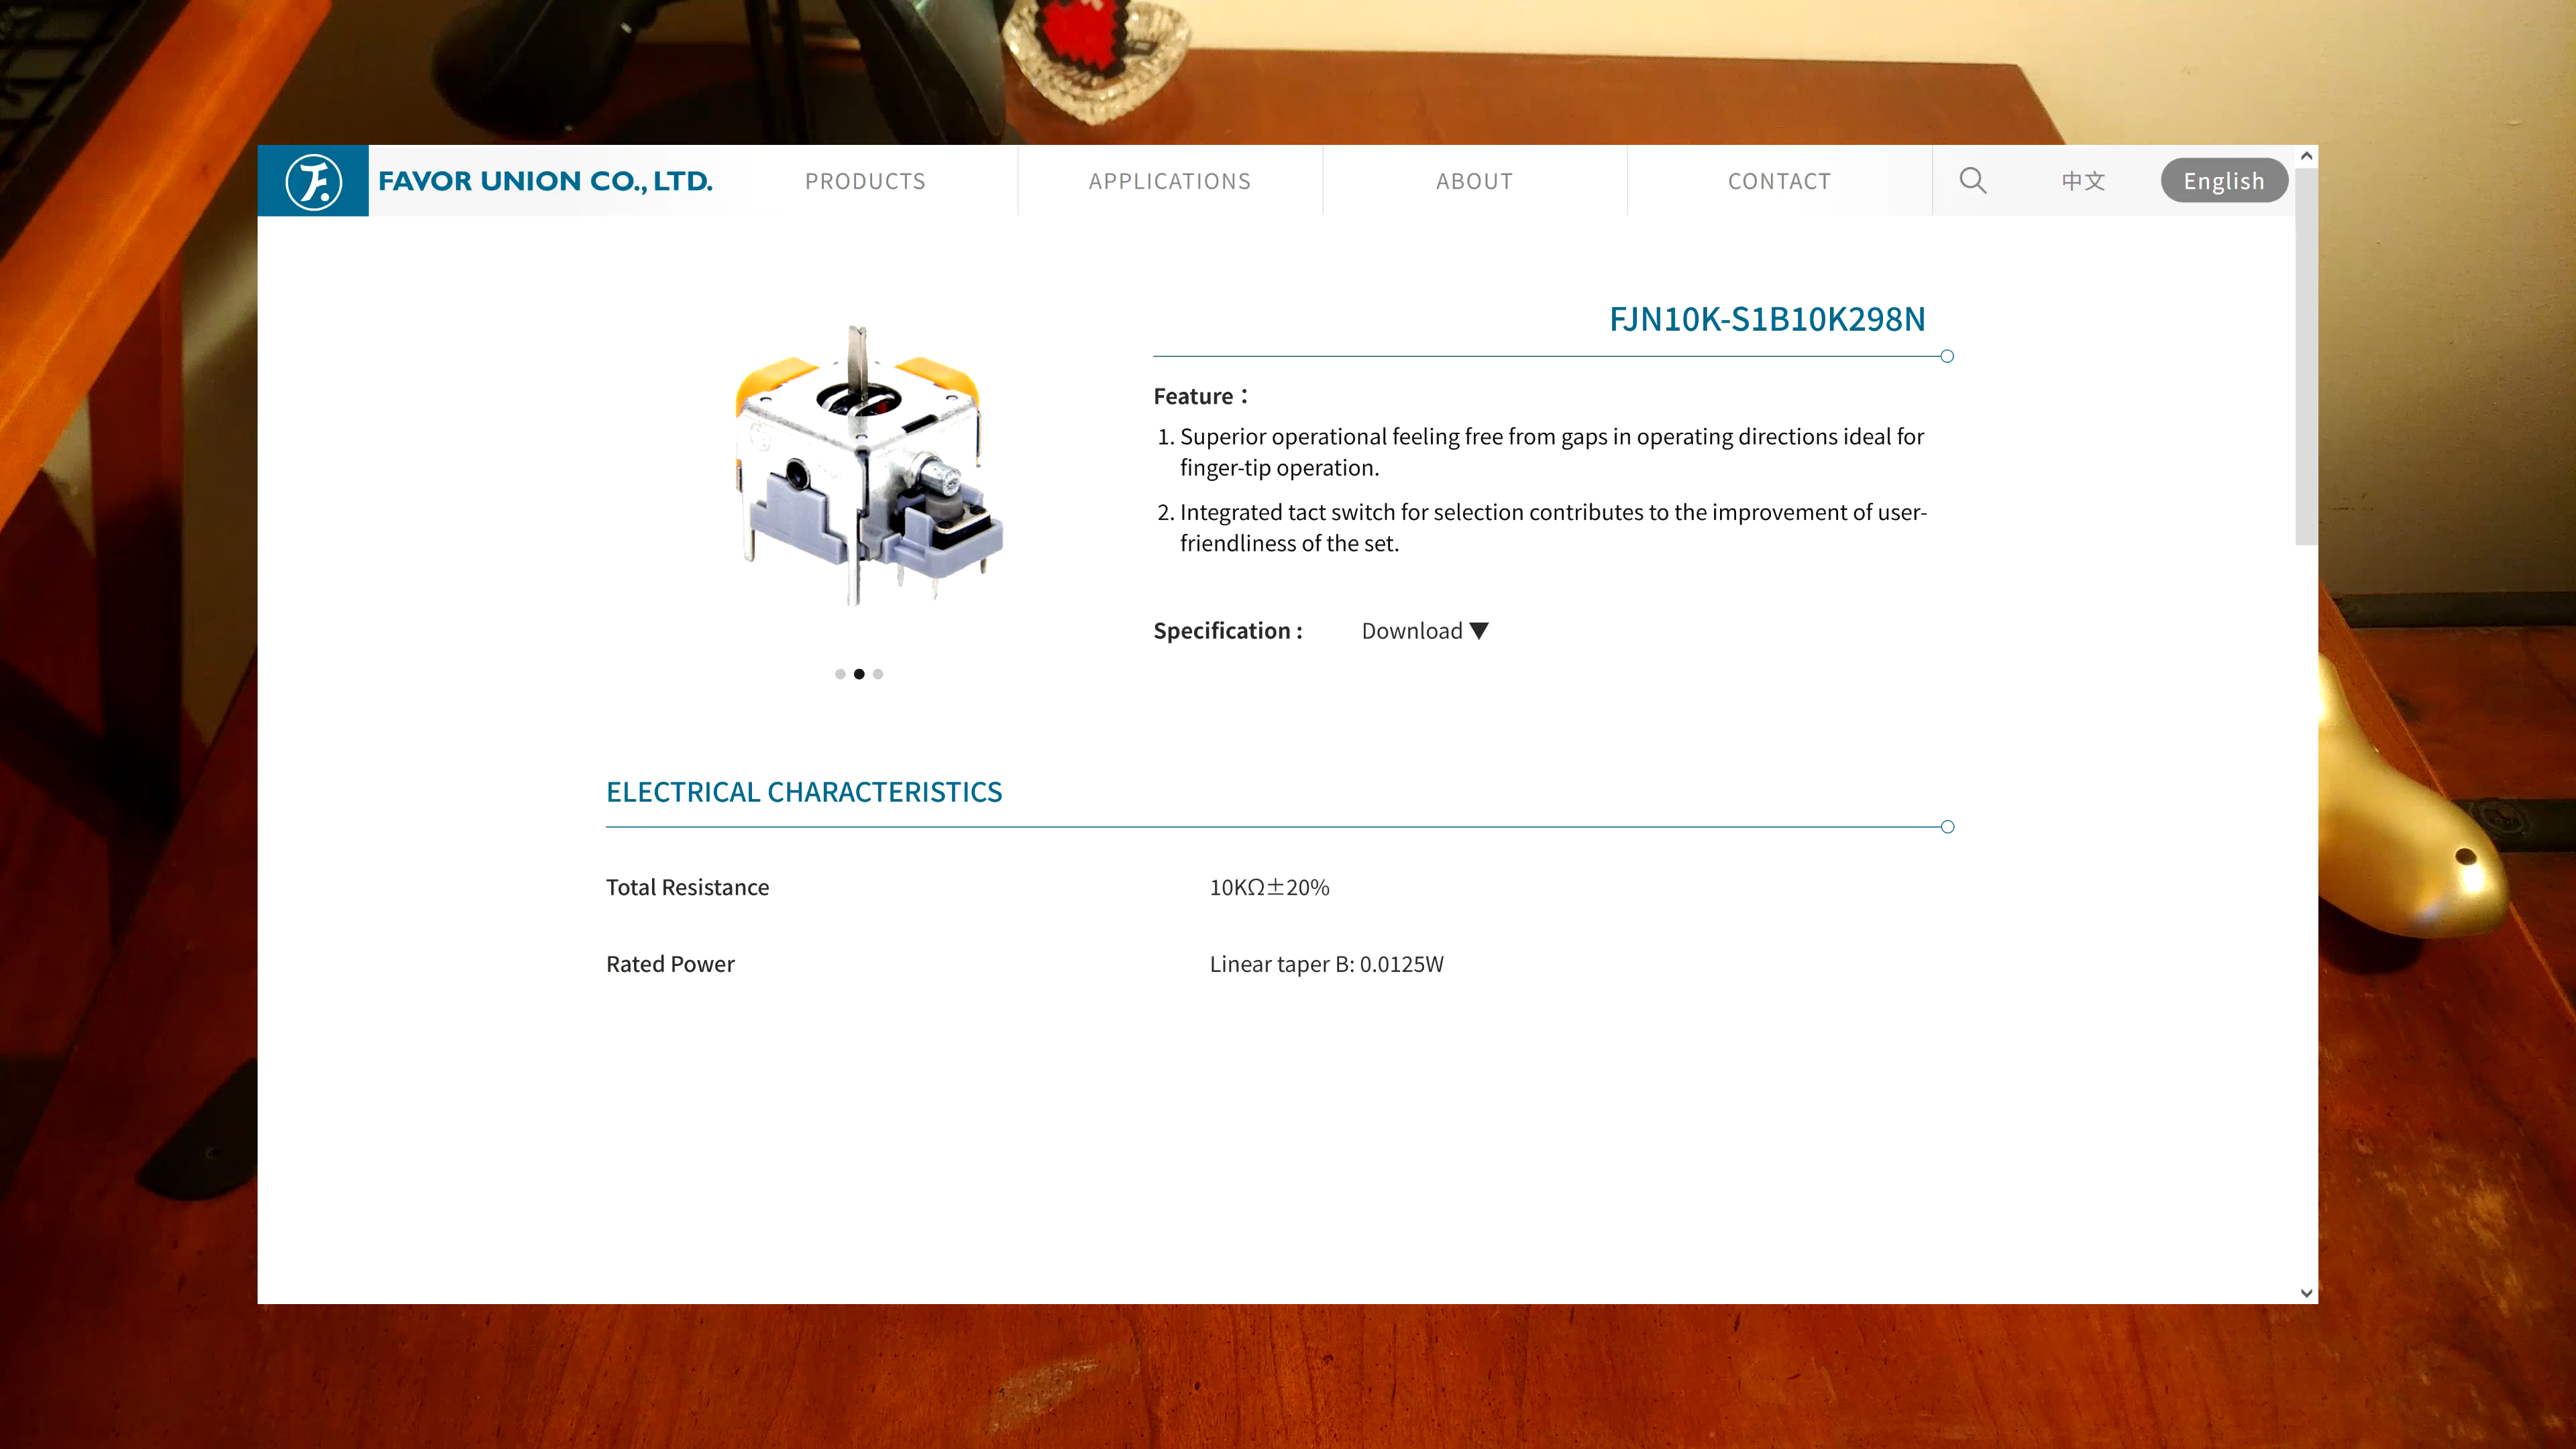 FAVOR UNION CO., LTD.
PRODUCTS
APPLICATIONS
ABOUT
CONTACT
中文
English
FJN10K-S1B10K298N
Feature：
1. Superior operational feeling free from gaps in operating directions ideal for
finger-tip operation.
2. Integrated tact switch for selection contributes to the improvement of user-
friendliness of the set.
Specification : Download ▼
ELECTRICAL CHARACTERISTICS
Total Resistance 10KΩ±20%
Rated Power Linear taper B: 0.0125W